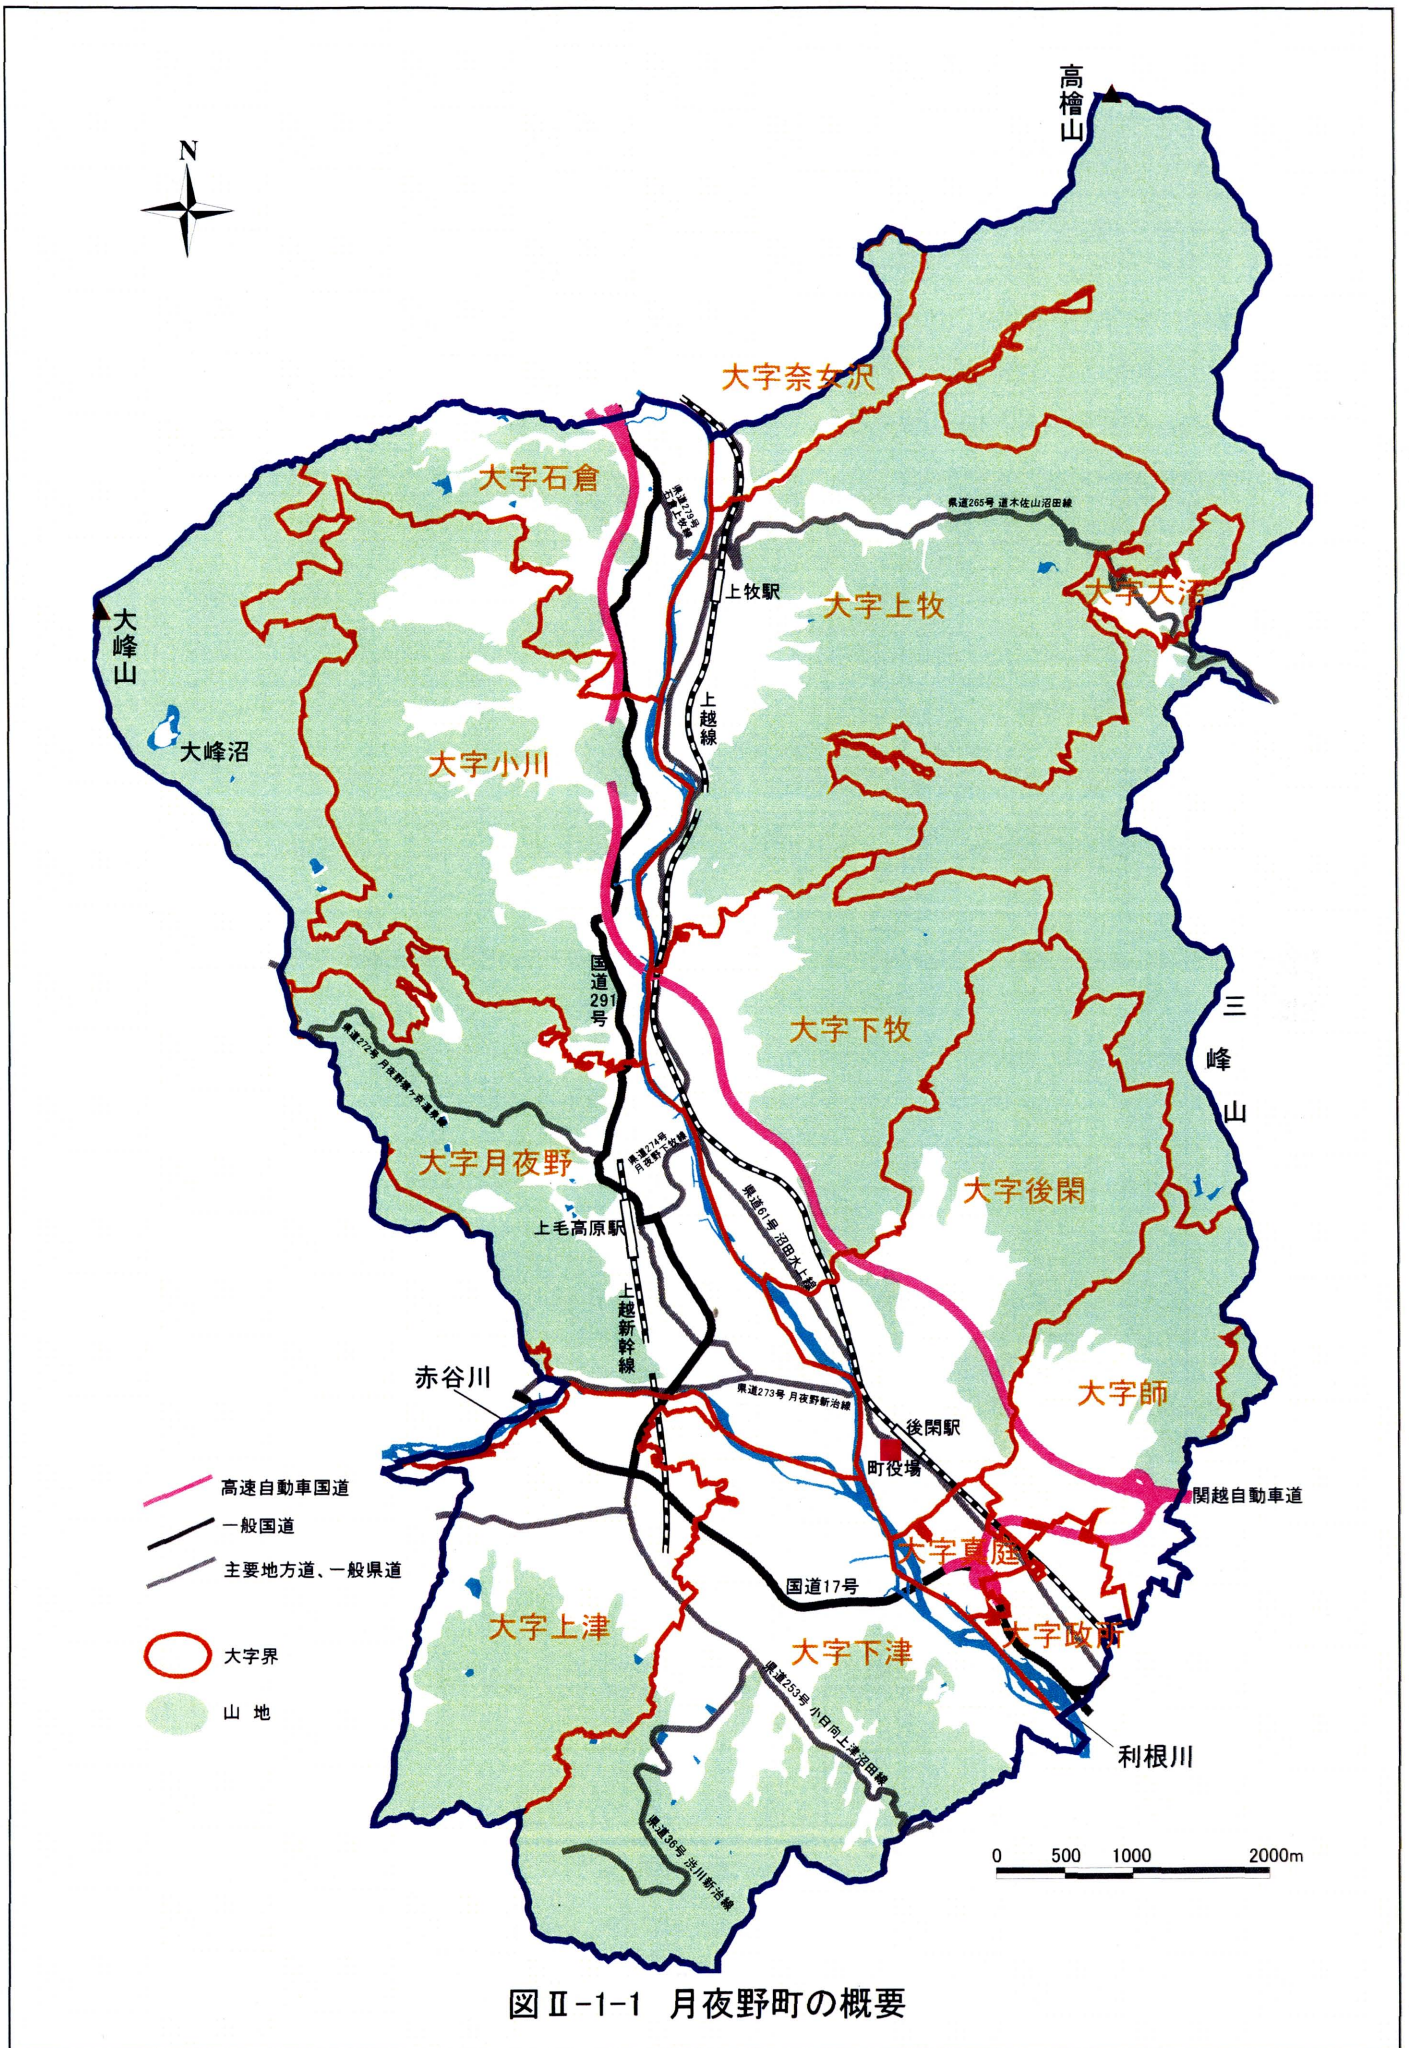 高檜山
N
大字奈女沢
大字石倉
県道279号
石倉上牧線
県道265号 道木佐山沼田線
上牧駅
大字上牧
大字大沼
大峰山
上越線
大峰沼
大字小川
国道291号
大字下牧
三峰山
県道272号 月夜野猿ヶ京温泉線
県道274号
月夜野下牧線
大字月夜野
大字後閑
県道61号 沼田水上線
上毛高原駅
上越新幹線
赤谷川
県道273号 月夜野新治線
大字師
後閑駅
町役場
高速自動車国道
関越自動車道
一般国道
大字真庭
主要地方道、一般県道
国道17号
大字上津
大字政所
大字下津
大字界
県道253号 小日向上津沼田線
山 地
利根川
県道36号 渋川新治線
0 500 1000 2000m
図Ⅱ-1-1 月夜野町の概要